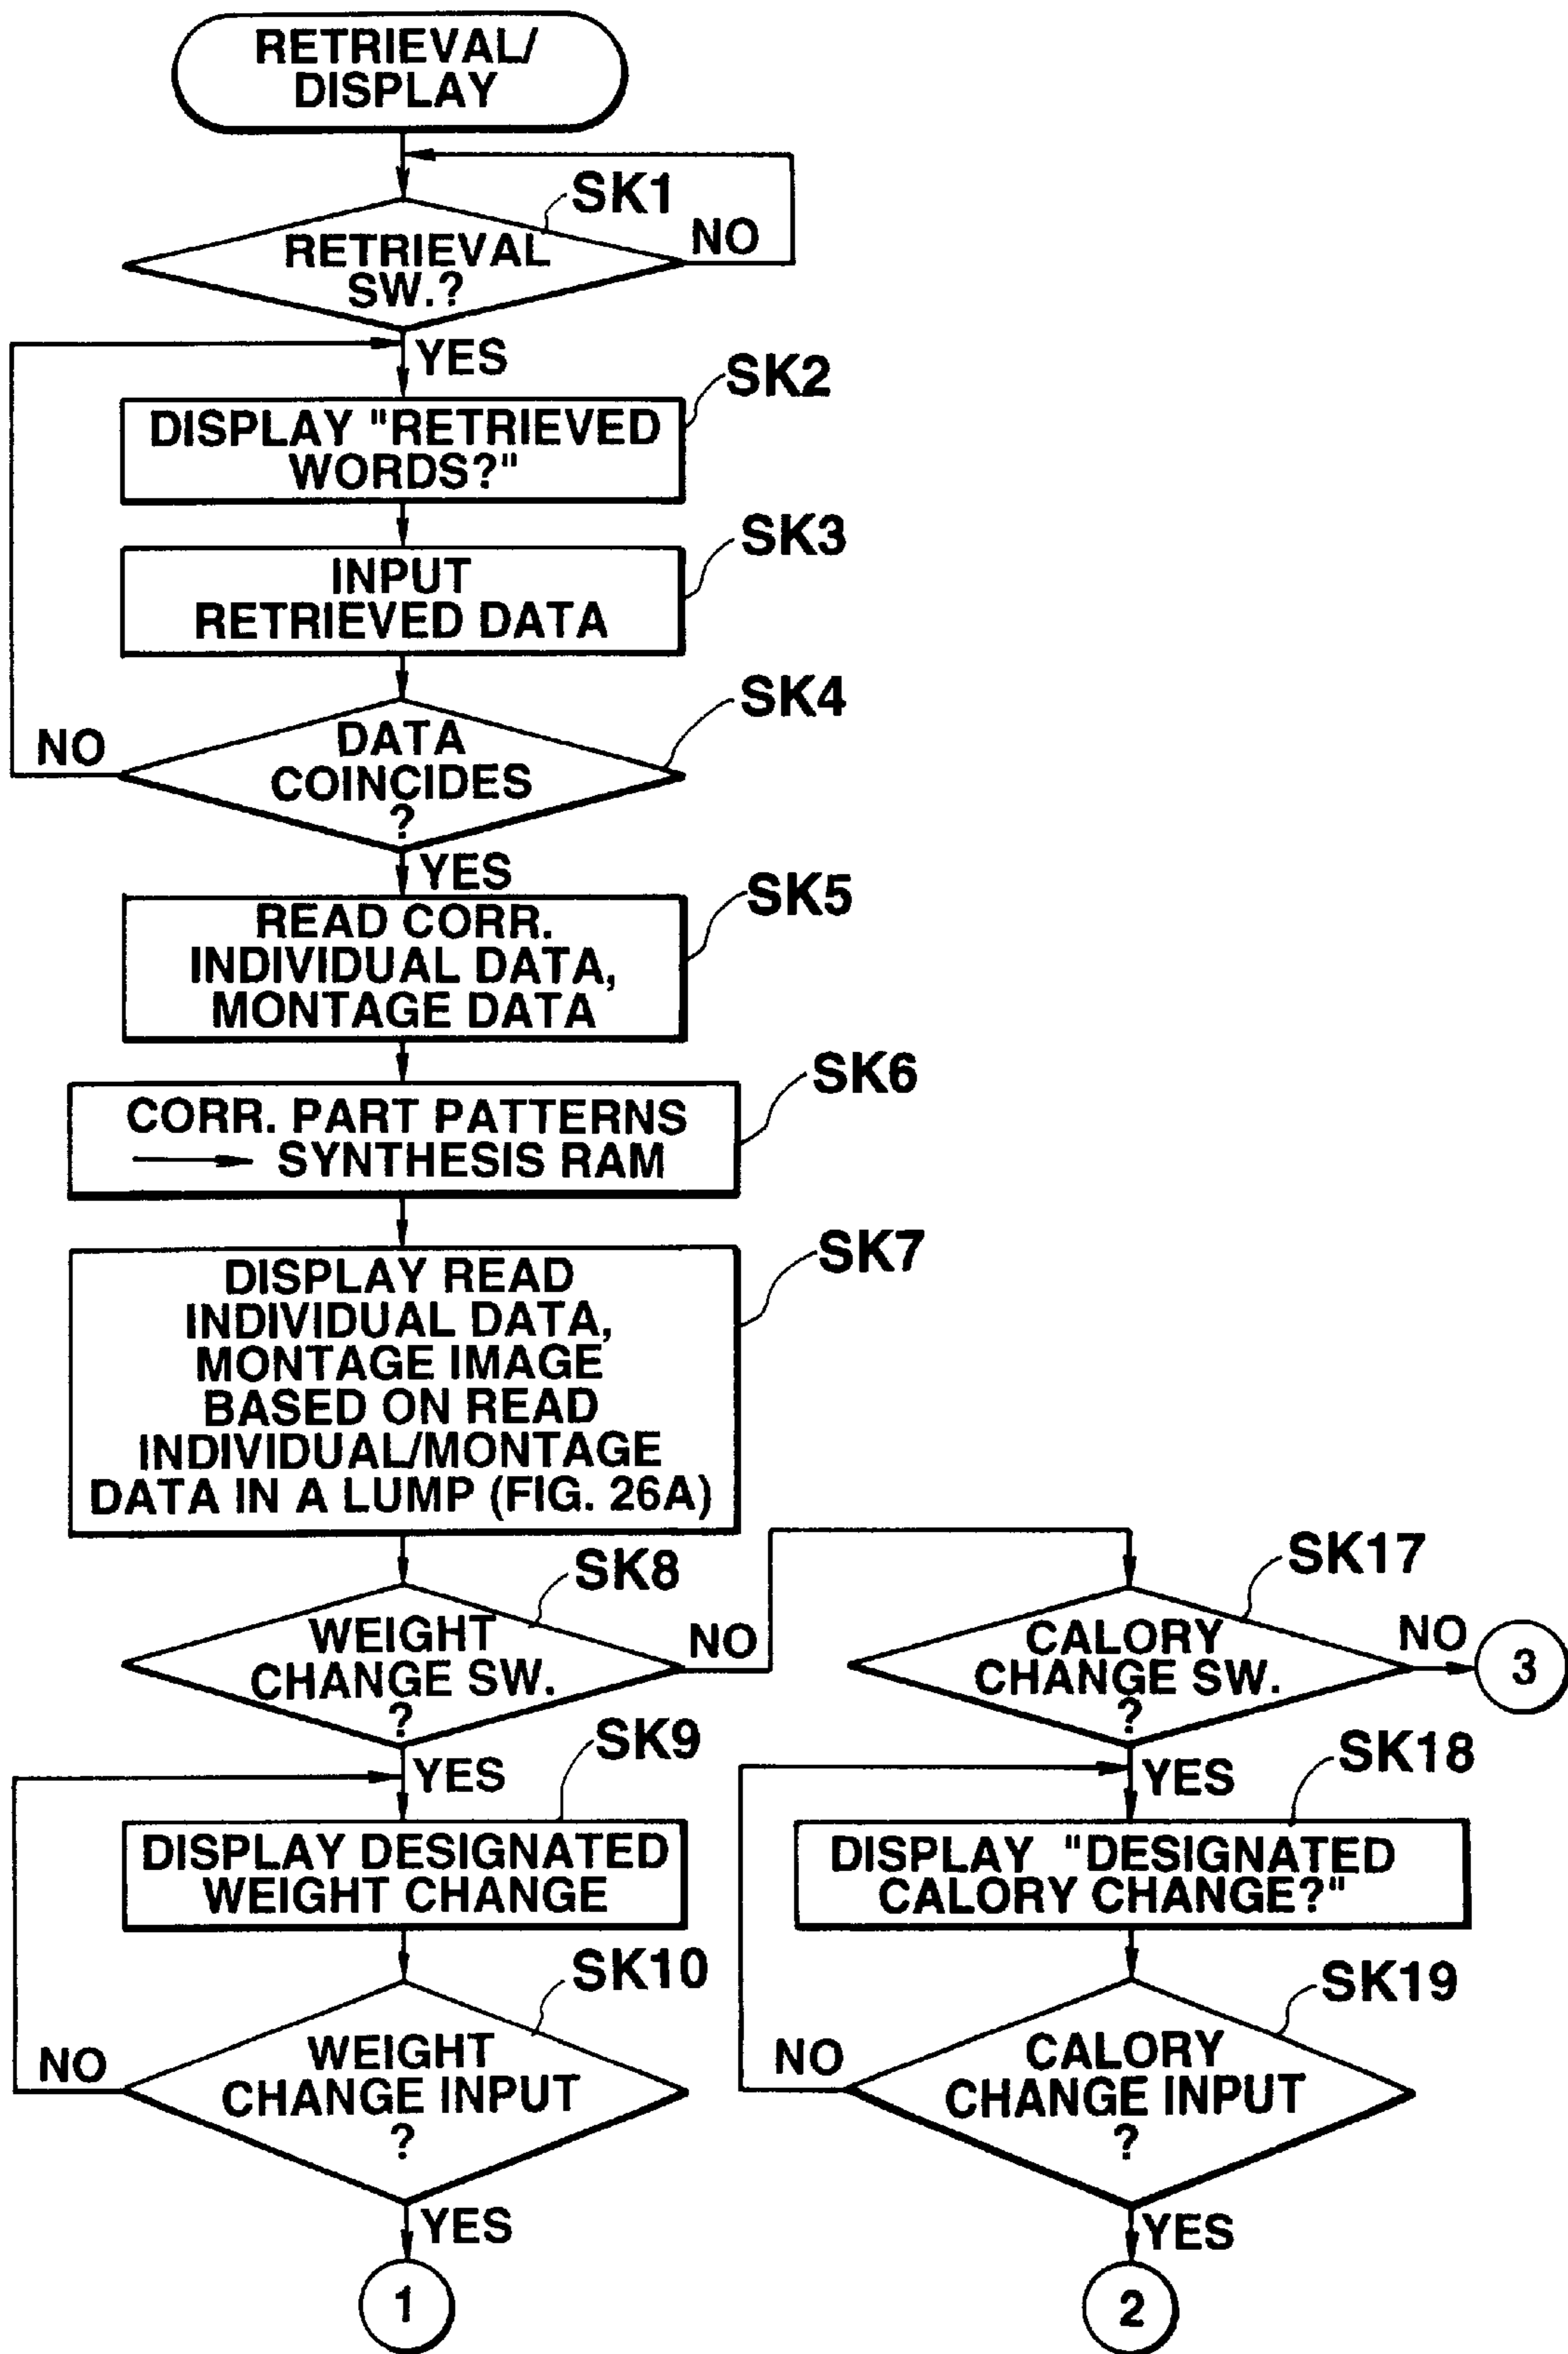 RETRIEVAL/
DISPLAY
SK1
NO
RETRIEVAL
SW.?
YES
SK2
DISPLAY "RETRIEVED
WORDS?"
SK3
INPUT
RETRIEVED DATA
SK4
NO
DATA
COINCIDES
?
YES
SK5
READ CORR.
INDIVIDUAL DATA,
MONTAGE DATA
SK6
CORR. PART PATTERNS
→ SYNTHESIS RAM
SK7
DISPLAY READ
INDIVIDUAL DATA,
MONTAGE IMAGE
BASED ON READ
INDIVIDUAL/MONTAGE
DATA IN A LUMP (FIG. 26A)
SK8
WEIGHT
CHANGE SW.
?
NO
YES
SK9
DISPLAY DESIGNATED
WEIGHT CHANGE
SK10
NO
WEIGHT
CHANGE INPUT
?
YES
1
SK17
CALORY
CHANGE SW.
?
NO
3
YES
SK18
DISPLAY "DESIGNATED
CALORY CHANGE?"
SK19
NO
CALORY
CHANGE INPUT
?
YES
2